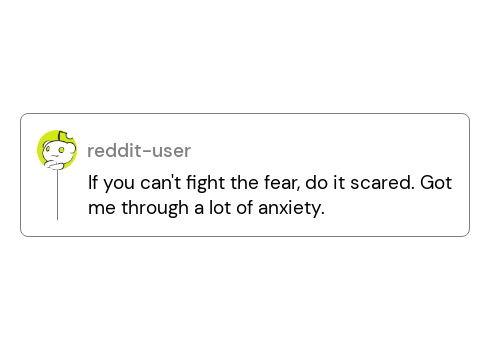 reddit-user
If you can't fight the fear, do it scared. Got
me through a lot of anxiety.